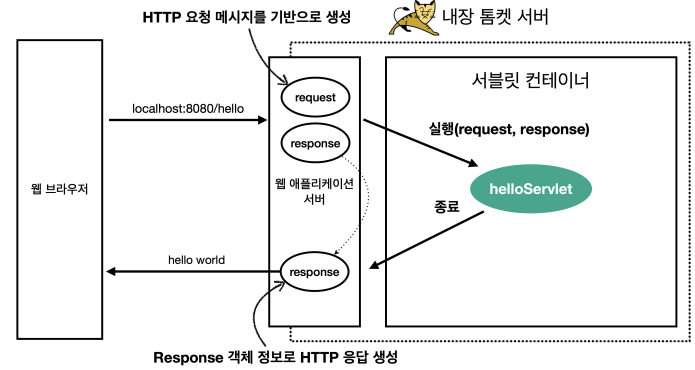 HTTP 요청 메시지를 기반으로 생성
내장 톰켓 서버
request
서블릿 컨테이너
localhost:8080/hello
실행(request, response)
response
웹 브라우저
웹 애플리케이션
서버
helloServlet
종료
hello world
response
Response 객체 정보로 HTTP 응답 생성